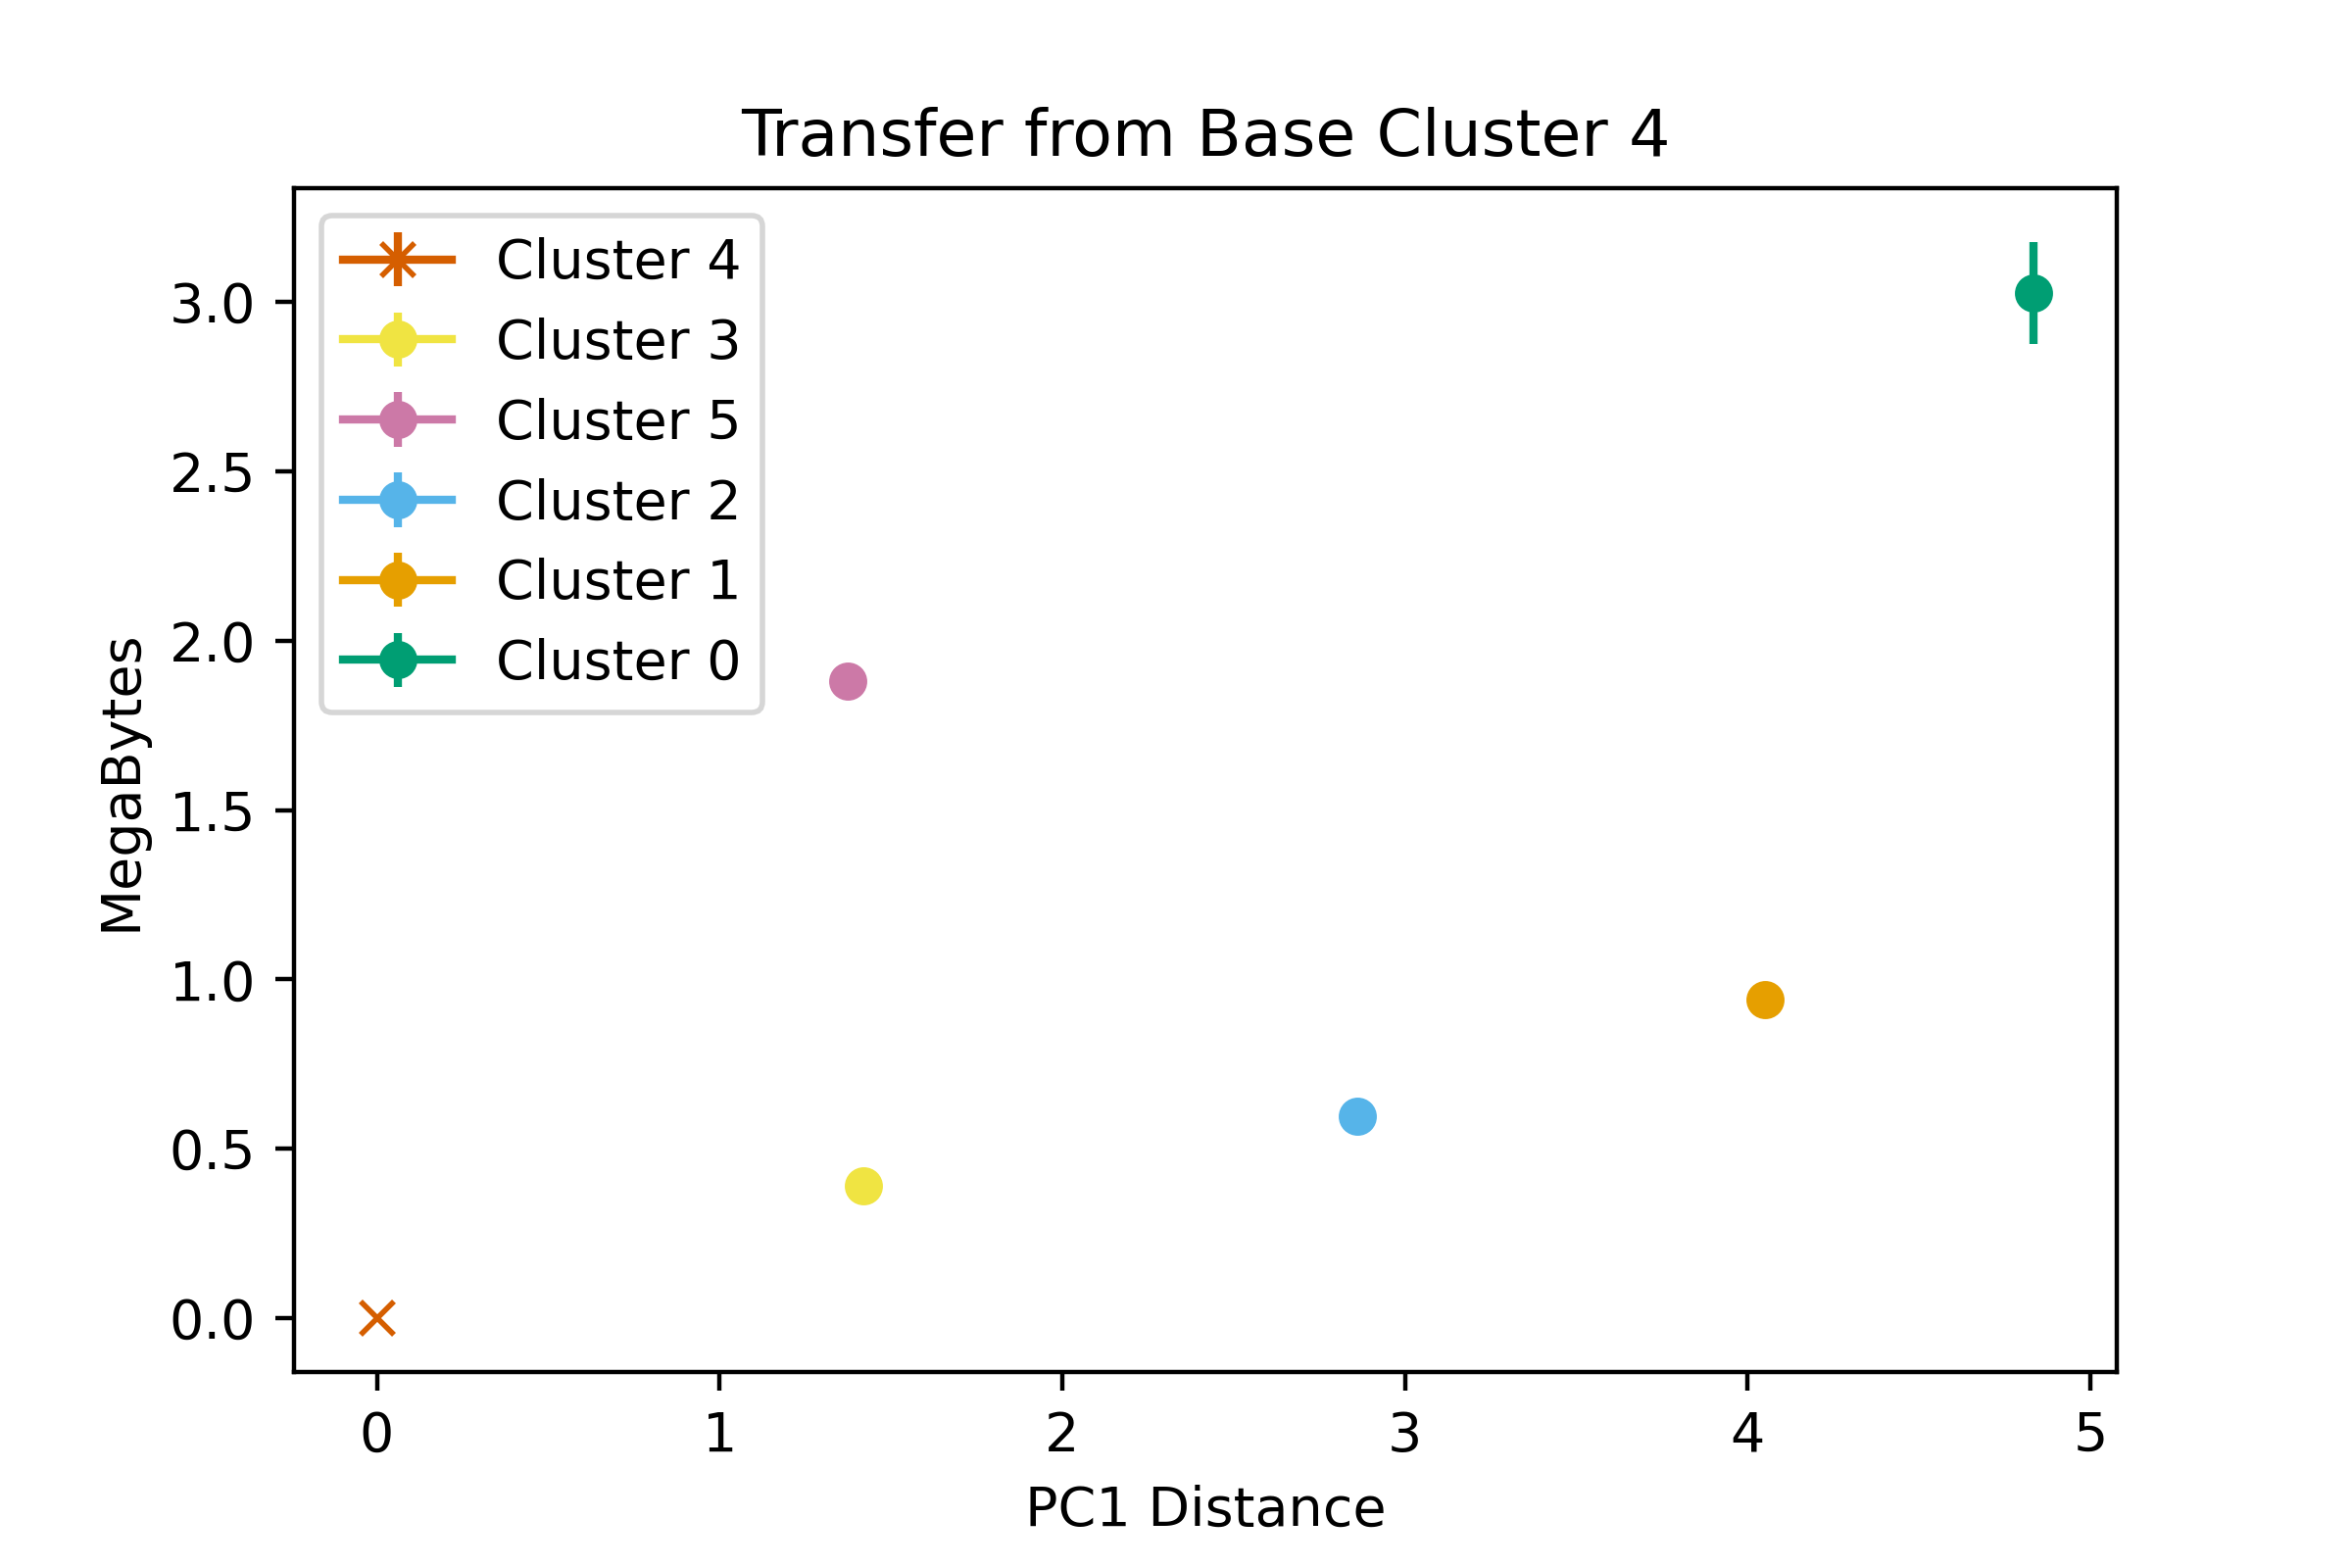 Transfer from Base Cluster 4
Cluster 4
Cluster 3
Cluster 5
Cluster 2
Cluster 1
Cluster 0
MegaBytes
3.0
2.5
2.0
1.5
1.0
0.5
0.0
0 1 2 3 4 5
PC1 Distance